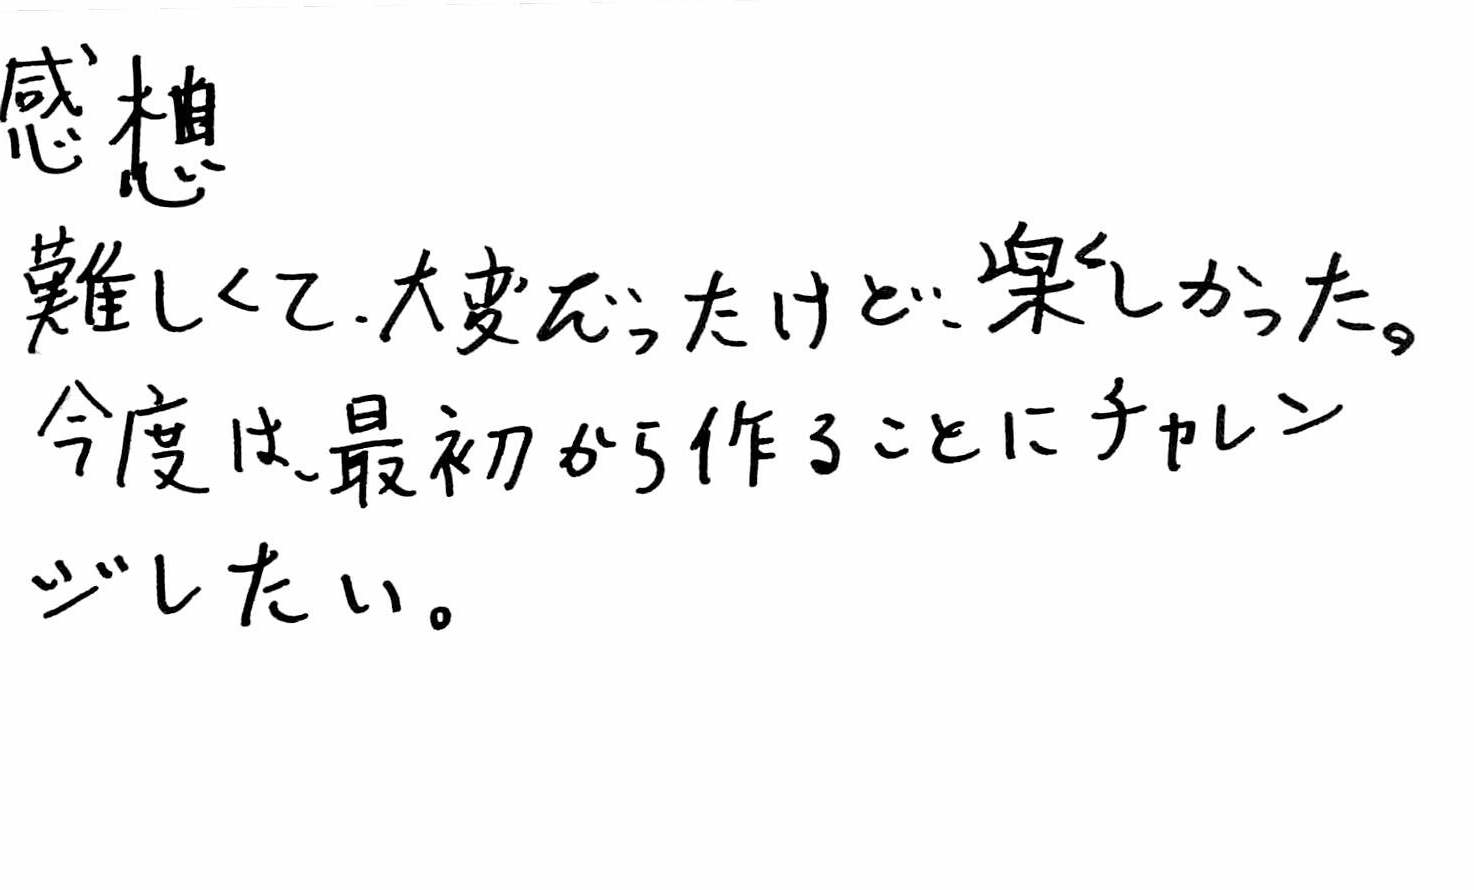 感想
難しくて、大変だったけど、楽しかった。
今度は、最初から作ることにチャレン
ジしたい。